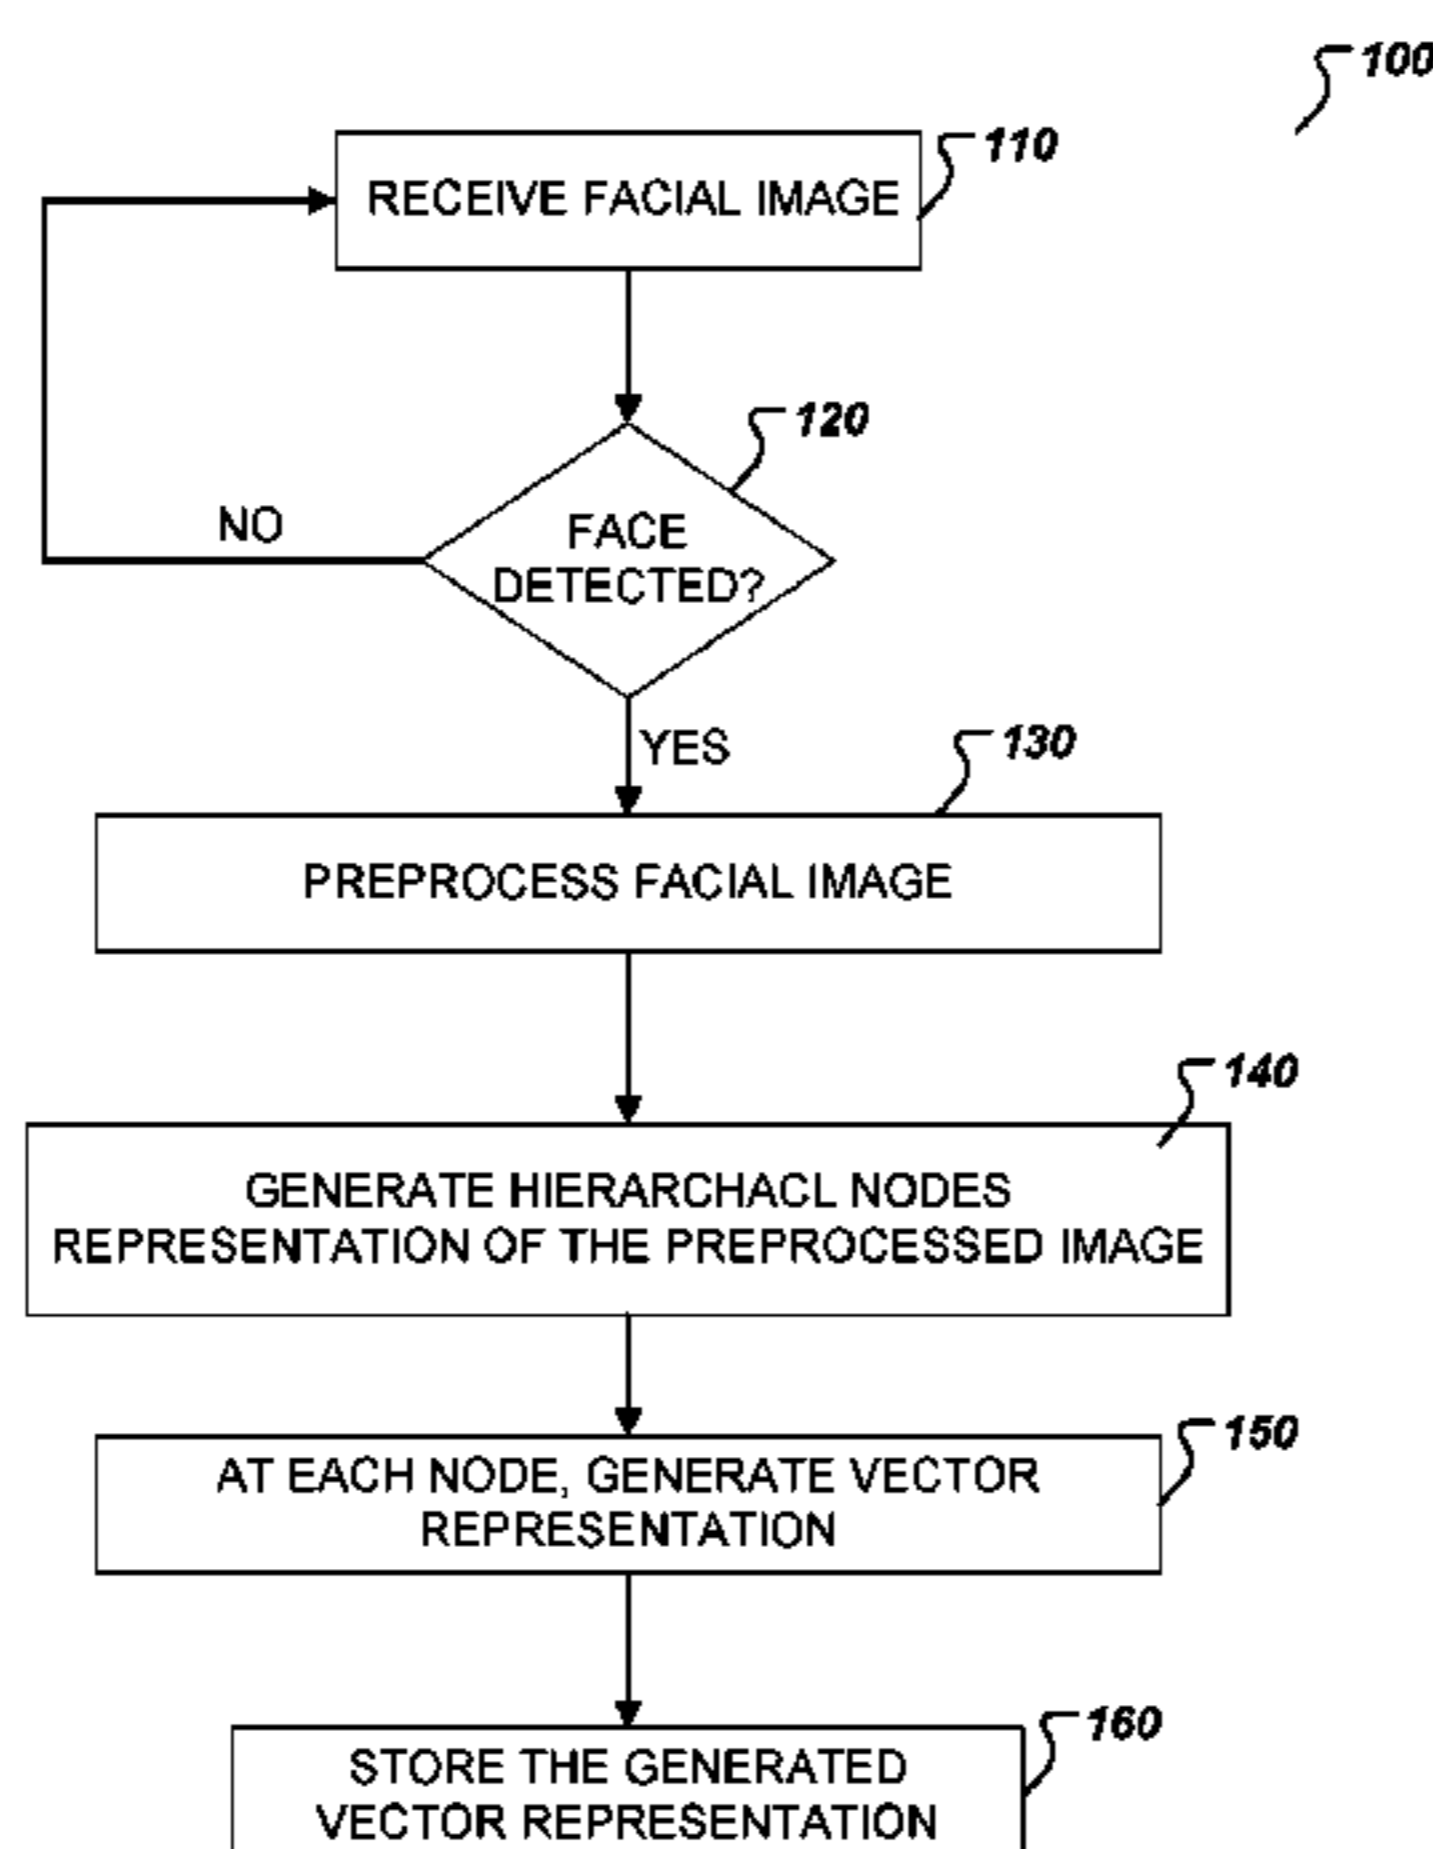 100
110
RECEIVE FACIAL IMAGE
120
NO
FACE
DETECTED?
YES
130
PREPROCESS FACIAL IMAGE
140
GENERATE HIERARCHACL NODES
REPRESENTATION OF THE PREPROCESSED IMAGE
150
AT EACH NODE, GENERATE VECTOR
REPRESENTATION
160
STORE THE GENERATED
VECTOR REPRESENTATION